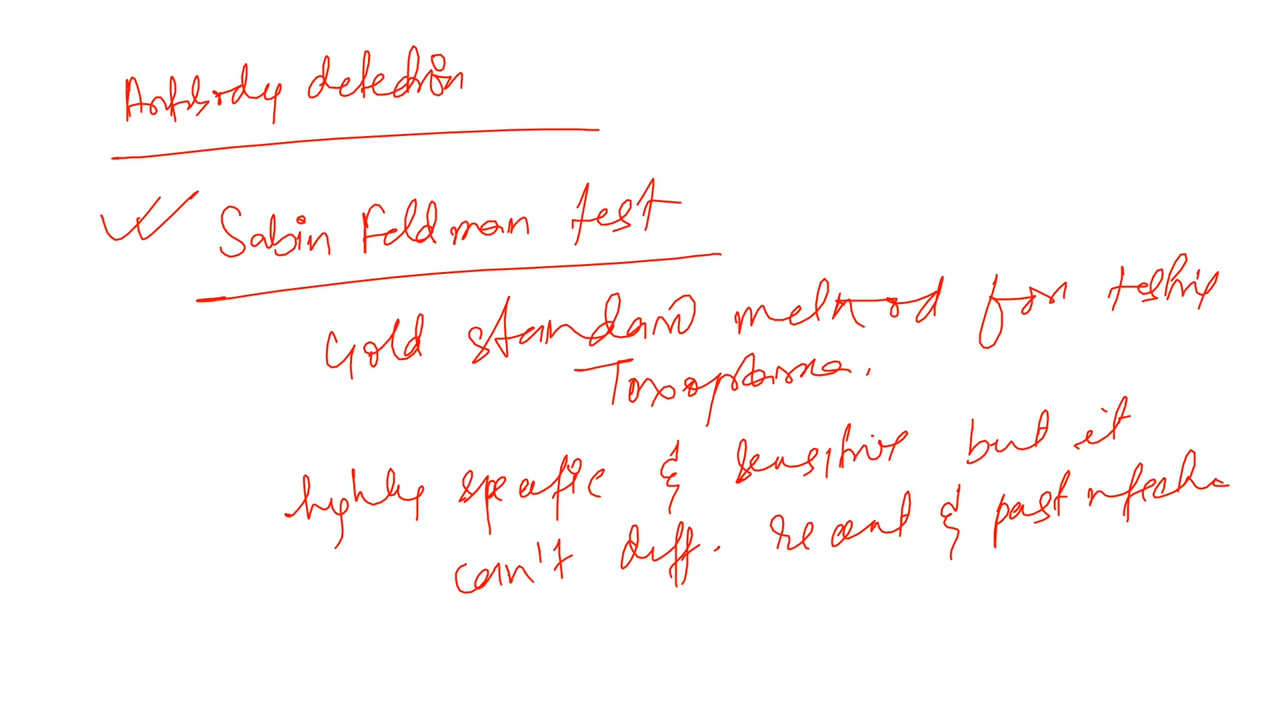 Antibody detection
Sabin Feldman test
Gold standard method for testing
Toxoplasma.
highly specific & sensitive but it
can't diff. recent & past infectn